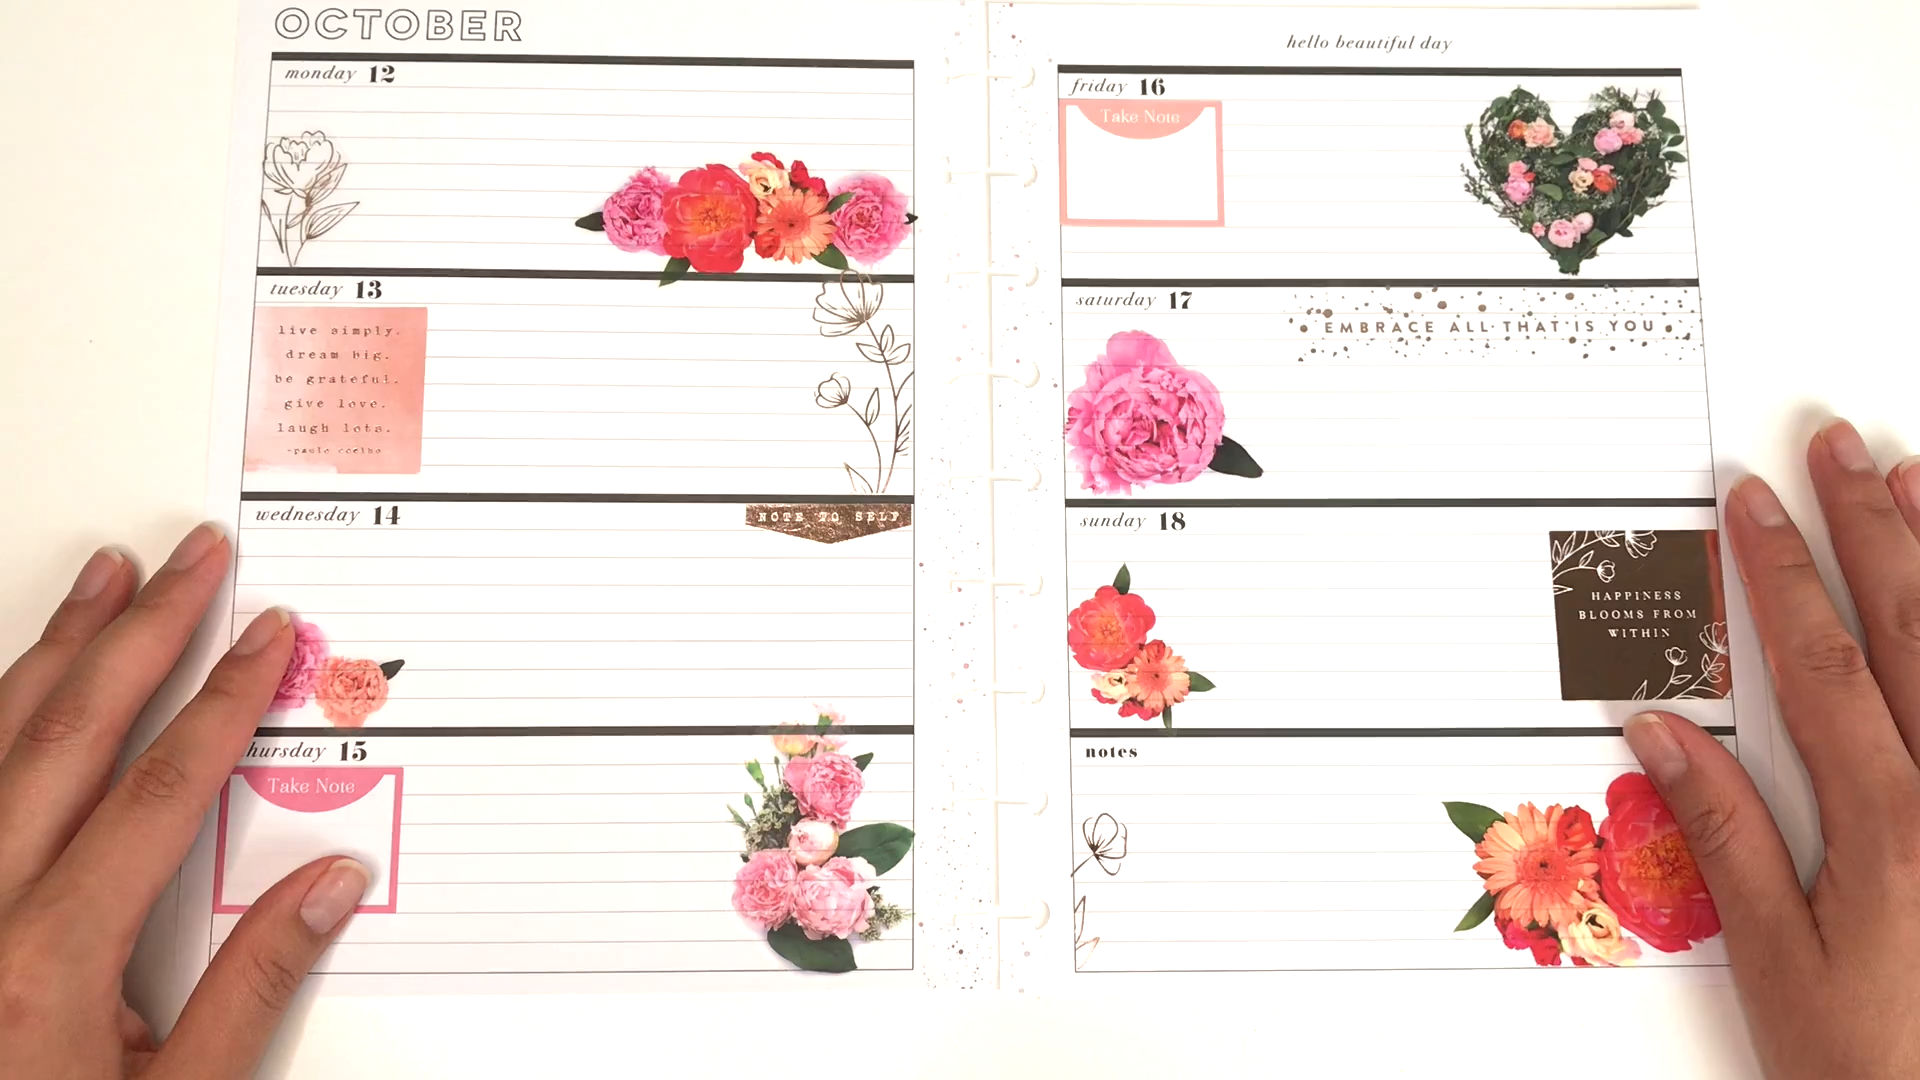 OCTOBER
monday 12
tuesday 13
live simply.
dream big.
be grateful.
give love.
laugh lots.
-paulo coelho
wednesday 14
NOTE TO SELF
hursday 15
Take Note
hello beautiful day
friday 16
Take Note
saturday 17
EMBRACE ALL THAT IS YOU
sunday 18
HAPPINESS
BLOOMS FROM
WITHIN
notes